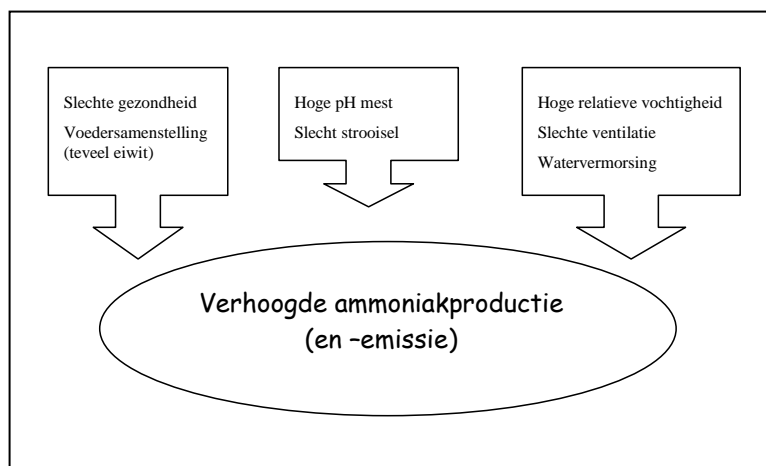 Slechte gezondheid
Voedersamenstelling
(teveel eiwit)
Hoge pH mest
Slecht strooisel
Hoge relatieve vochtigheid
Slechte ventilatie
Watervermorsing
Verhoogde ammoniakproductie
(en –emissie)